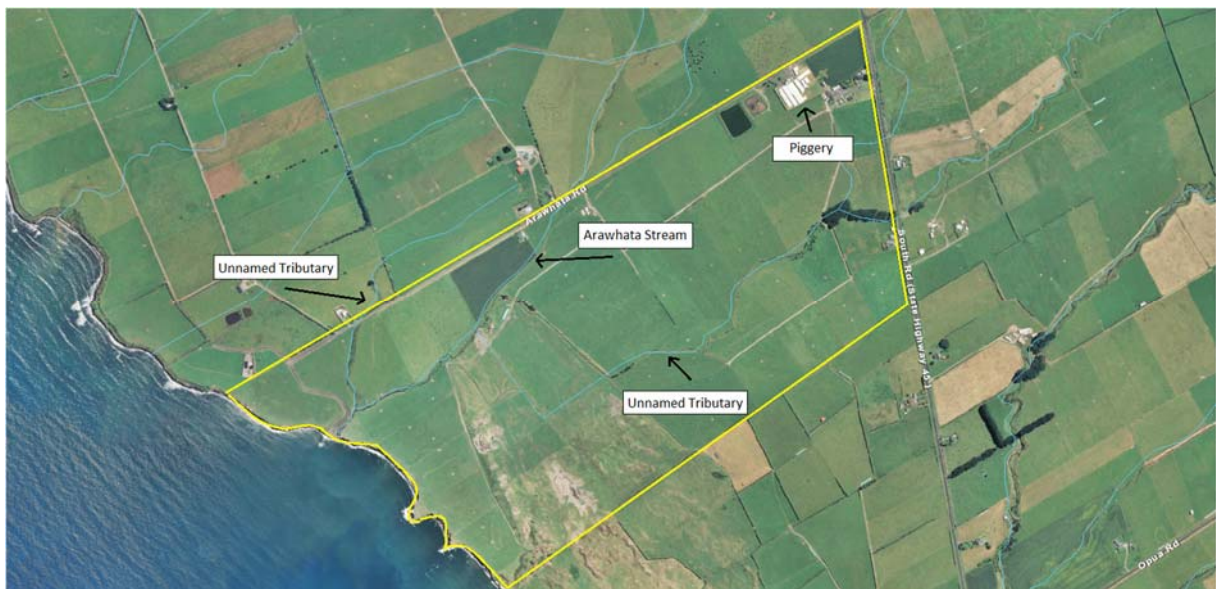 Piggery
Arawhata Rd
Arawhata Stream
Unnamed Tributary
South Rd (State Highway 45)
Unnamed Tributary
Opua Rd